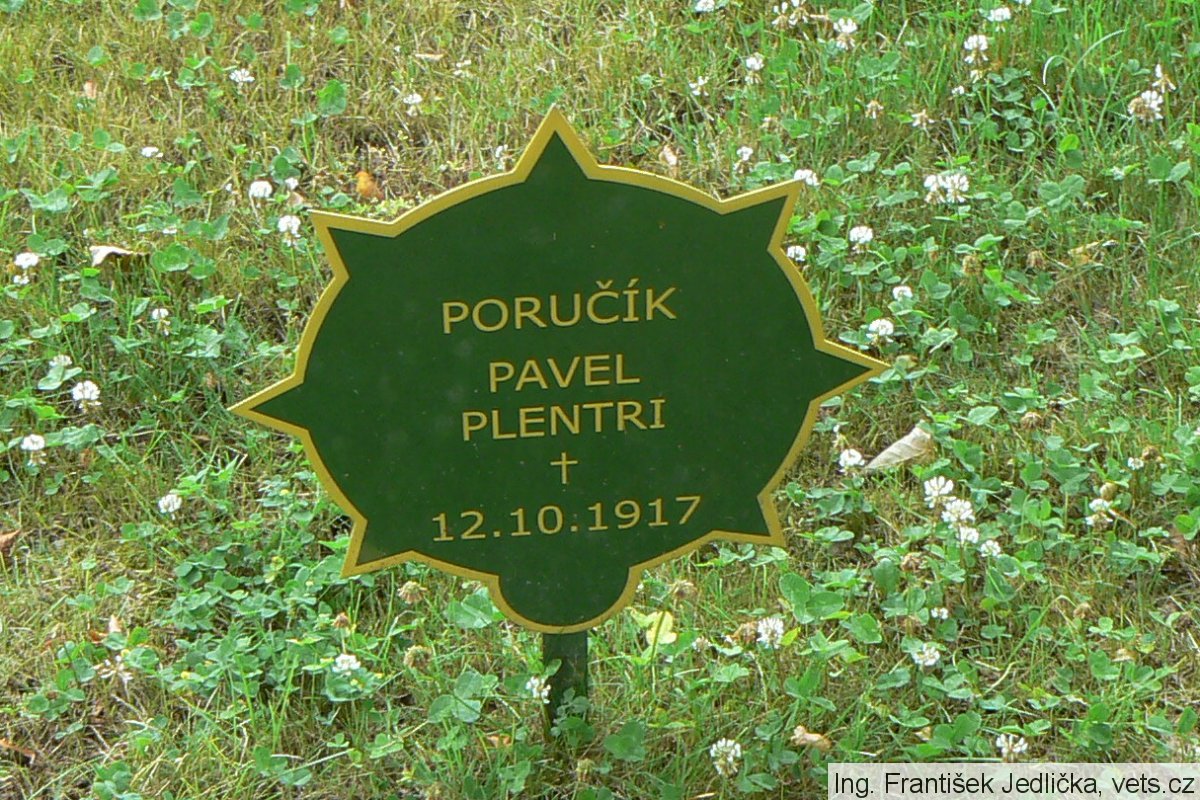 PORUČÍK
PAVEL
PLENTRI
†
12.10.1917
Ing. František Jedlička, vets.cz